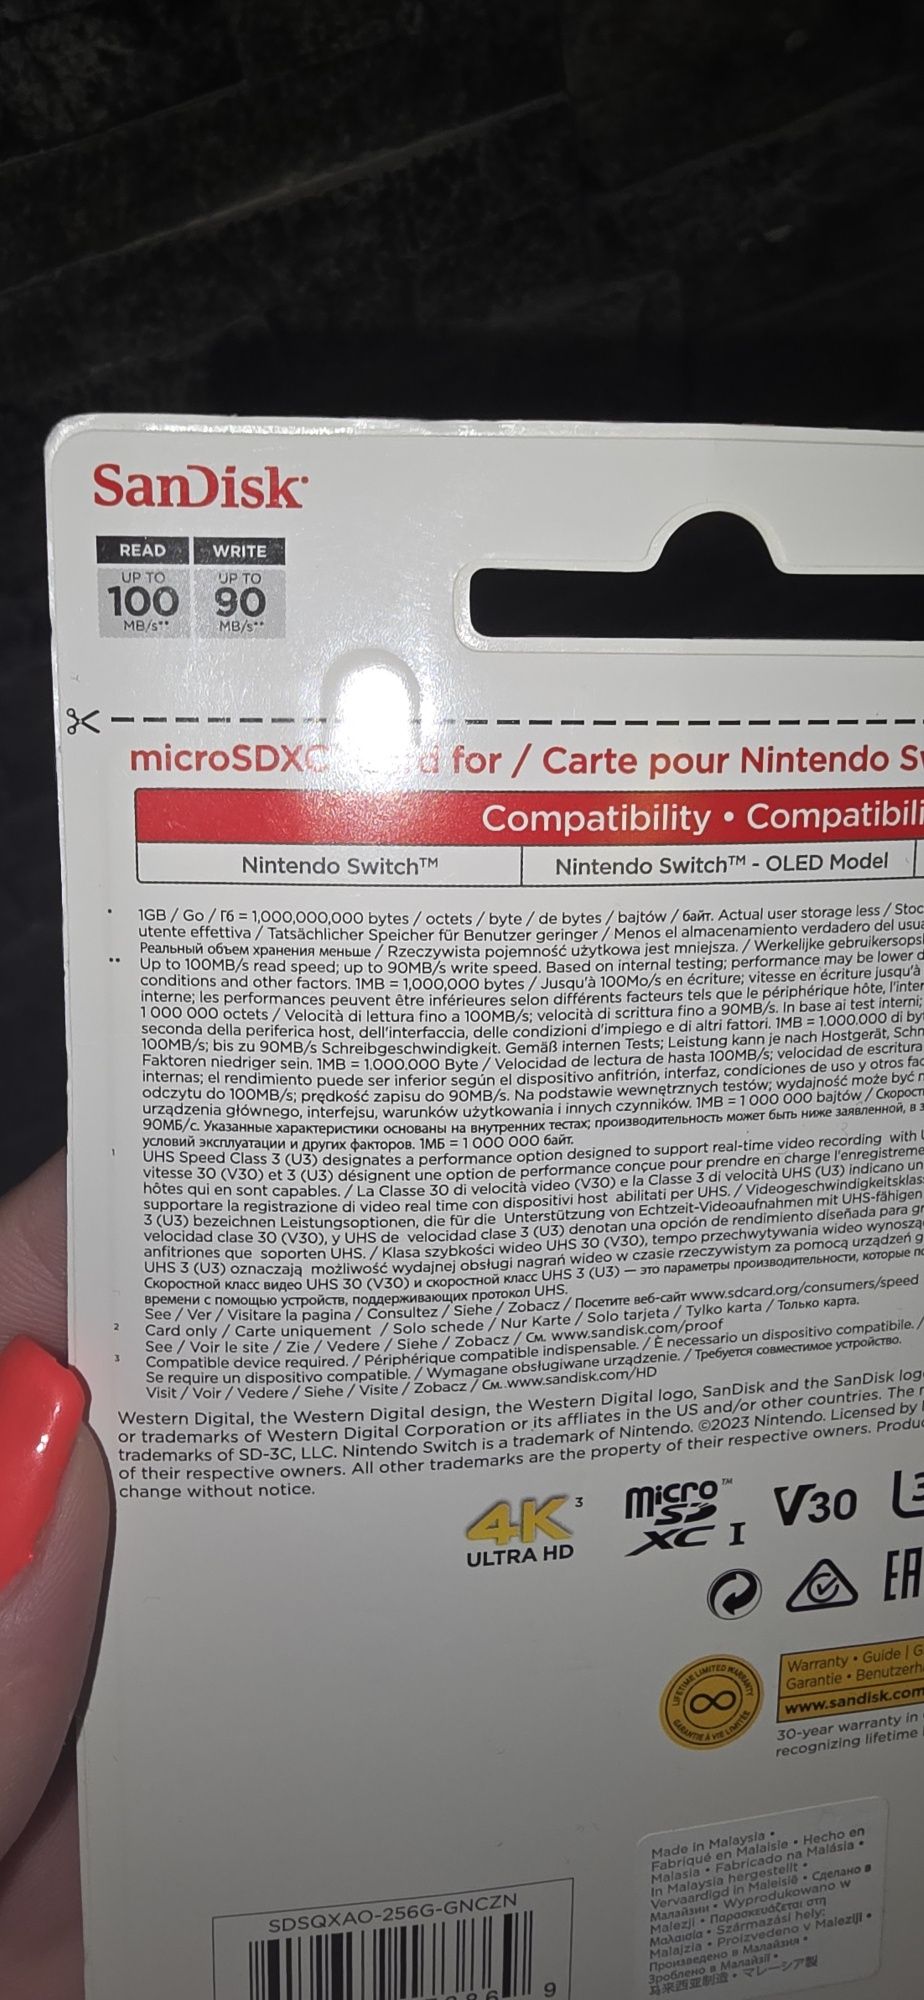 SanDisk
READ WRITE
UP TO UP TO
100 90
MB/s** MB/s**
microSDXC for / Carte pour Nintendo
Compatibility • Compatibili
Nintendo Switch™ Nintendo Switch™ - OLED Model
* 1GB / Go / Гб = 1,000,000,000 bytes / octets / byte / de bytes / bajtów / байт. Actual user storage less / Stoc
utente effettiva / Tatsächlicher Speicher für Benutzer geringer / Menos el almacenamiento verdadero del usu
Реальный объем хранения меньше / Rzeczywista pojemność użytkowa jest mniejsza. / Werkelijke gebruikersops
** Up to 100MB/s read speed; up to 90MB/s write speed. Based on internal testing; performance may be lower d
conditions and other factors. 1MB = 1,000,000 bytes / Jusqu'à 100Mo/s en écriture; vitesse en écriture jusqu'à
interne; les performances peuvent être inférieures selon différents facteurs tels que le périphérique hôte, l'inter
1 000 000 octets / Velocità di lettura fino a 100MB/s; velocità di scrittura fino a 90MB/s. In base ai test interni;
seconda della periferica host, dell'interfaccia, delle condizioni d'impiego e di altri fattori. 1MB = 1.000.000 di by
100MB/s; bis zu 90MB/s Schreibgeschwindigkeit. Gemäß internen Tests; Leistung kann je nach Hostgerät, Schn
Faktoren niedriger sein. 1MB = 1.000.000 Byte / Velocidad de lectura de hasta 100MB/s; velocidad de escritura
internas; el rendimiento puede ser inferior según el dispositivo anfitrión, interfaz, condiciones de uso y otros fac
odczytu do 100MB/s; prędkość zapisu do 90MB/s. Na podstawie wewnętrznych testów; wydajność może być
urządzenia głównego, interfejsu, warunków użytkowania i innych czynników. 1MB = 1 000 000 bajtów / Скорост
90МБ/с. Указанные характеристики основаны на внутренних тестах; производительность может быть ниже заявленной, в з
условий эксплуатации и других факторов. 1МБ = 1 000 000 байт.
1 UHS Speed Class 3 (U3) designates a performance option designed to support real-time video recording with
vitesse 30 (V30) et 3 (U3) désignent une option de performance conçue pour prendre en charge l'enregistreme
hôtes qui en sont capables. / La Classe 30 di velocità video (V30) e la Classe 3 di velocità UHS (U3) indicano un
supportare la registrazione di video real time con dispositivi host abilitati per UHS. / Videogeschwindigkeitsklas
3 (U3) bezeichnen Leistungsoptionen, die für die Unterstützung von Echtzeit-Videoaufnahmen mit UHS-fähigen
velocidad clase 30 (V30), y UHS de velocidad clase 3 (U3) denotan una opción de rendimiento diseñada para gr
anfitriones que soporten UHS. / Klasa szybkości wideo UHS 30 (V30), tempo przechwytywania wideo wynosząc
UHS 3 (U3) oznaczają możliwość wydajnej obsługi nagrań wideo w czasie rzeczywistym za pomocą urządzeń g
Скоростной класс видео UHS 30 (V30) и скоростной класс UHS 3 (U3) — это параметры производительности, которые по
времени с помощью устройств, поддерживающих протокол UHS.
See / Ver / Visitare la pagina / Consultez / Siehe / Zobacz / Посетите веб-сайт www.sdcard.org/consumers/speed
2 Card only / Carte uniquement / Solo schede / Nur Karte / Solo tarjeta / Tylko karta / Только карта.
See / Voir le site / Zie / Vedere / Siehe / Zobacz / См. www.sandisk.com/proof
3 Compatible device required. / Périphérique compatible indispensable. / È necessario un dispositivo compatibile. /
Se require un dispositivo compatible. / Wymagane obsługiwane urządzenie. / Требуется совместимое устройство.
Visit / Voir / Vedere / Siehe / Visite / Zobacz / См. www.sandisk.com/HD
Western Digital, the Western Digital design, the Western Digital logo, SanDisk and the SanDisk log
or trademarks of Western Digital Corporation or its affiliates in the US and/or other countries. The
trademarks of SD-3C, LLC. Nintendo Switch is a trademark of Nintendo. ©2023 Nintendo. Licensed by
of their respective owners. All other trademarks are the property of their respective owners. Produ
change without notice.
4K3 micro SD XC I™ V30
ULTRA HD
LIFETIME LIMITED WARRANTY
GARANTIE À VIE LIMITÉE
Warranty • Guide | G
Garantie • Benutzerh
www.sandisk.com
30-year warranty in
recognizing lifetime
Made in Malaysia •
Fabriqué en Malaisie • Hecho en
Malasia • Fabricado na Malásia •
In Malaysia hergestellt •
Vervaardigd in Maleisië • Сделано в
Малайзии • Wyprodukowano w
Malezji • Παρασκευάζεται στη
Μαλαισία • Származási hely:
Malajzia • Proizvedeno v Maleziji •
Произведено в Малайзия •
Зроблено в Малайзії •
马来西亚制造 • マレーシア製
SDSQXAO-256G-GNCZN
9